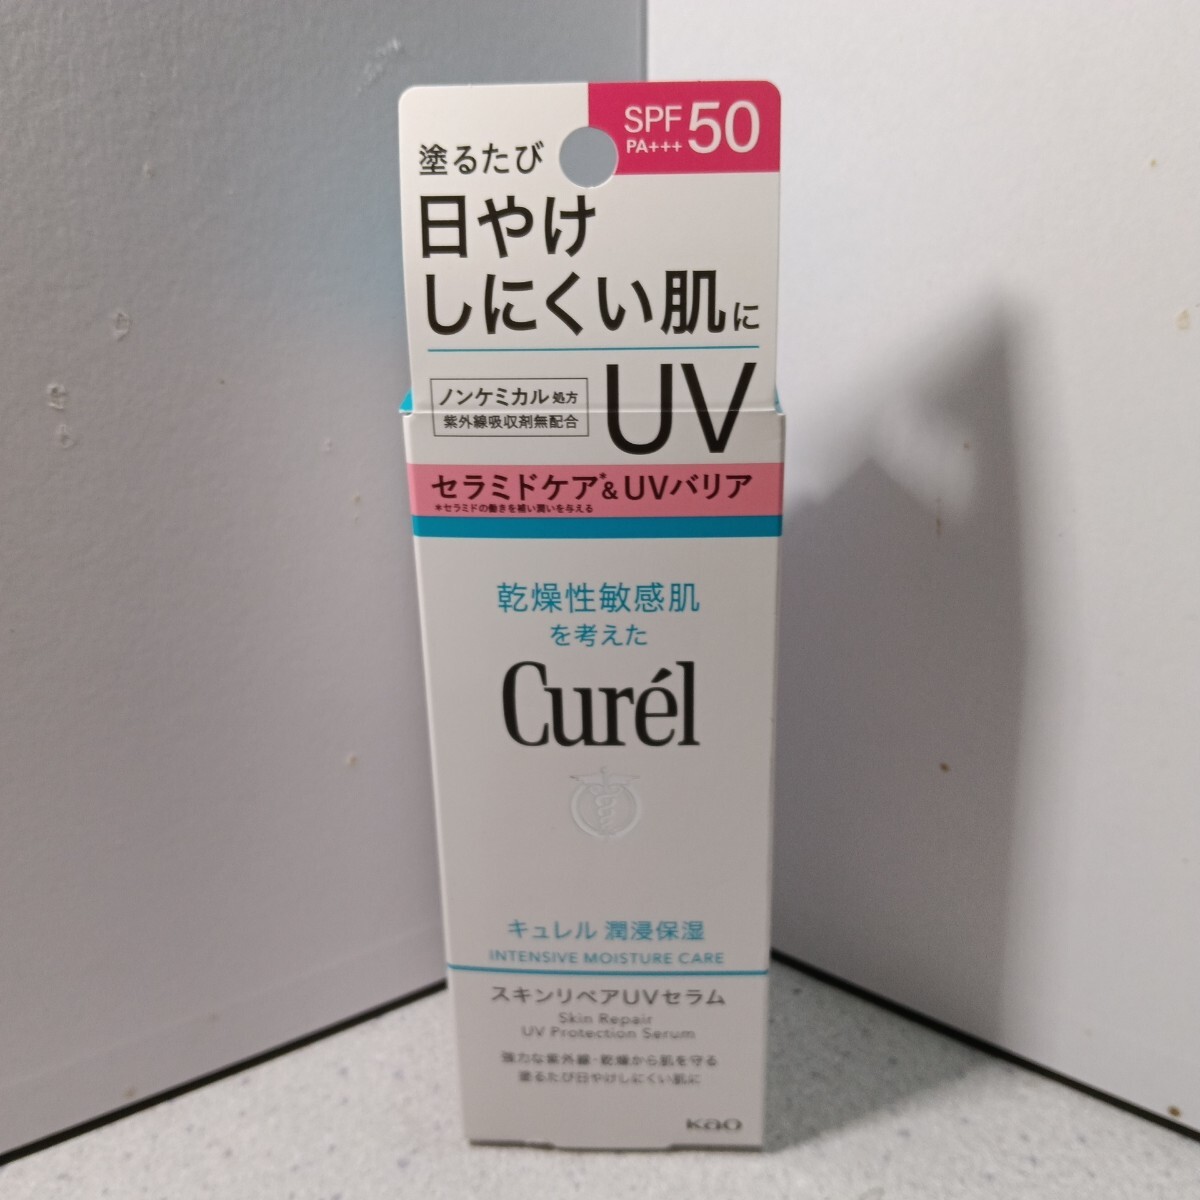 SPF 50
PA+++
塗るたび
日やけ
しにくい肌に
UV
ノンケミカル処方
紫外線吸収剤無配合
セラミドケア*&UVバリア
*セラミドの働きを補い潤いを与える
乾燥性敏感肌
を考えた
Curél
キュレル 潤浸保湿
INTENSIVE MOISTURE CARE
スキンリペアUVセラム
Skin Repair
UV Protection Serum
強力な紫外線・乾燥から肌を守る
塗るたび日やけしにくい肌に
Kao